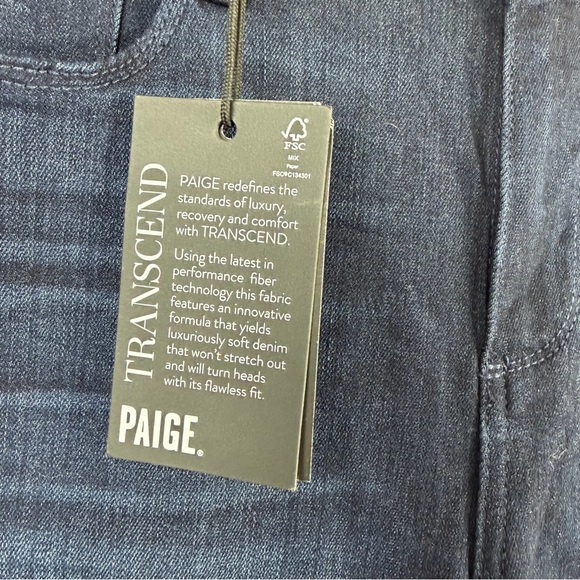 FSC
MIX
Paper
FSC® C134301
TRANSCEND
PAIGE redefines the
standards of luxury,
recovery and comfort
with TRANSCEND.
Using the latest in
performance fiber
technology this fabric
features an innovative
formula that yields
luxuriously soft denim
that won't stretch out
and will turn heads
with its flawless fit.
PAIGE®